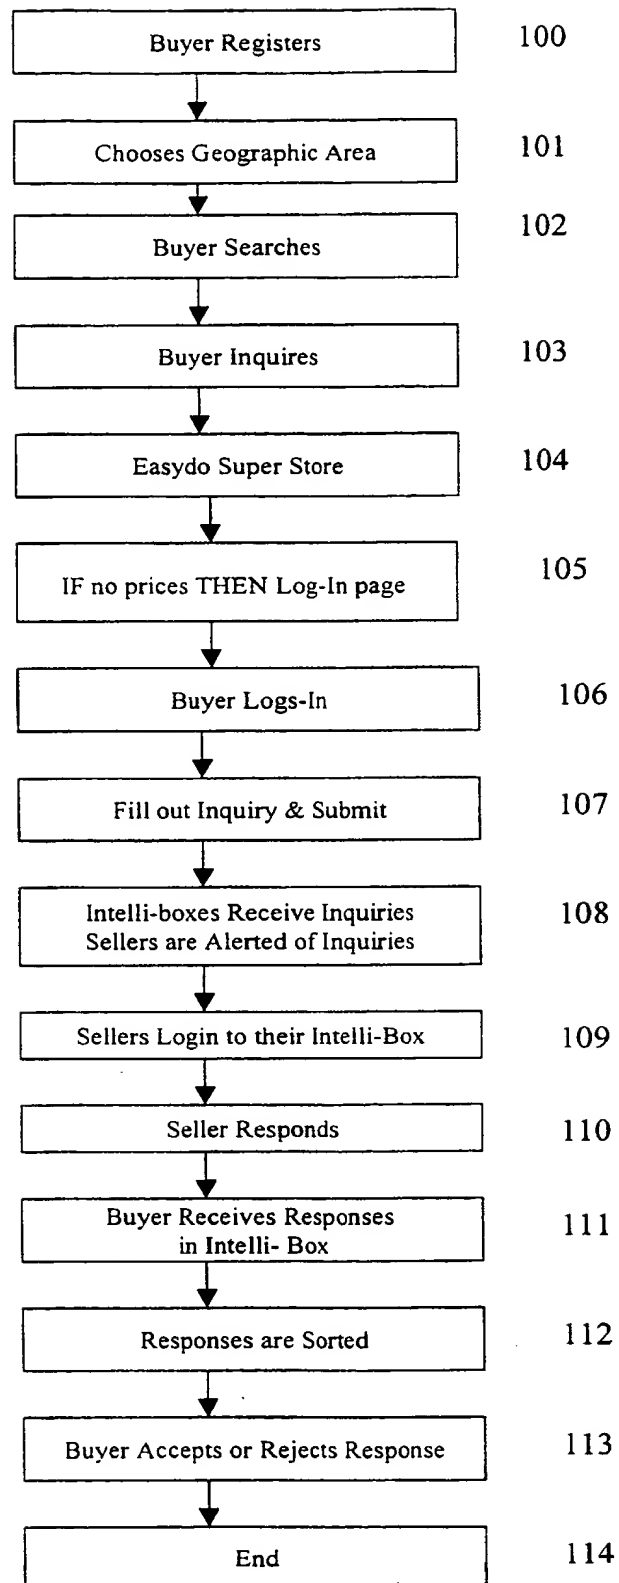 Buyer Registers 100
Chooses Geographic Area 101
Buyer Searches 102
Buyer Inquires 103
Easydo Super Store 104
IF no prices THEN Log-In page 105
Buyer Logs-In 106
Fill out Inquiry & Submit 107
Intelli-boxes Receive Inquiries 108
Sellers are Alerted of Inquiries
Sellers Login to their Intelli-Box 109
Seller Responds 110
Buyer Receives Responses 111
in Intelli- Box
Responses are Sorted 112
Buyer Accepts or Rejects Response 113
End 114